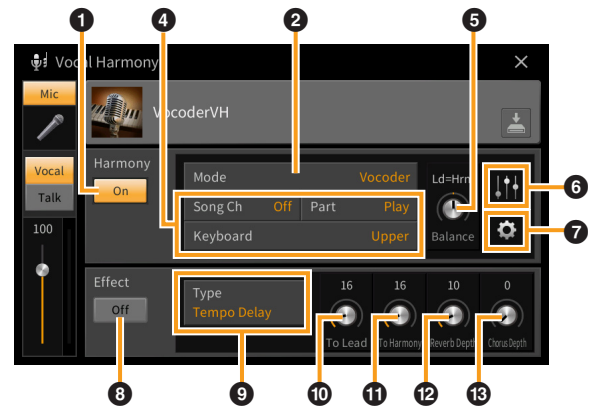 1 4 2 5
Vocal Harmony
Mic
VocoderVH
Vocal
Talk
100
Harmony
On
Mode Vocoder
Song Ch Off Part Play
Keyboard Upper
Ld=Hrm
Balance
6
7
Effect
Off
Type
Tempo Delay
16 16 10 0
To Lead To Harmony Reverb Depth Chorus Depth
8 9 10 11 12 13